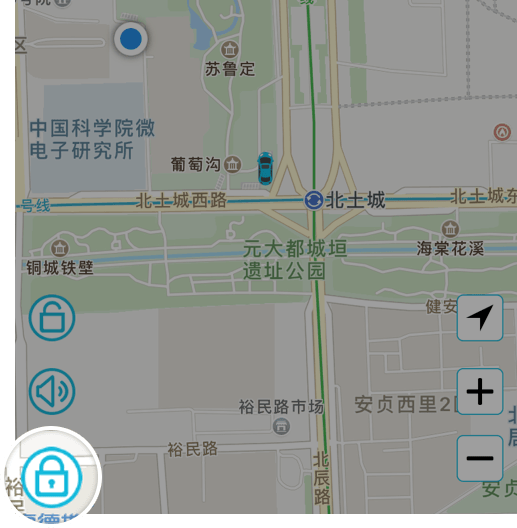 苏鲁定
中国科学院微
电子研究所
葡萄沟
号线
北土城西路
北土城
北土城东
元大都城垣
遗址公园
海棠花溪
铜城铁壁
健安
裕民路市场
安贞西里2
裕民路
北辰路
安贞